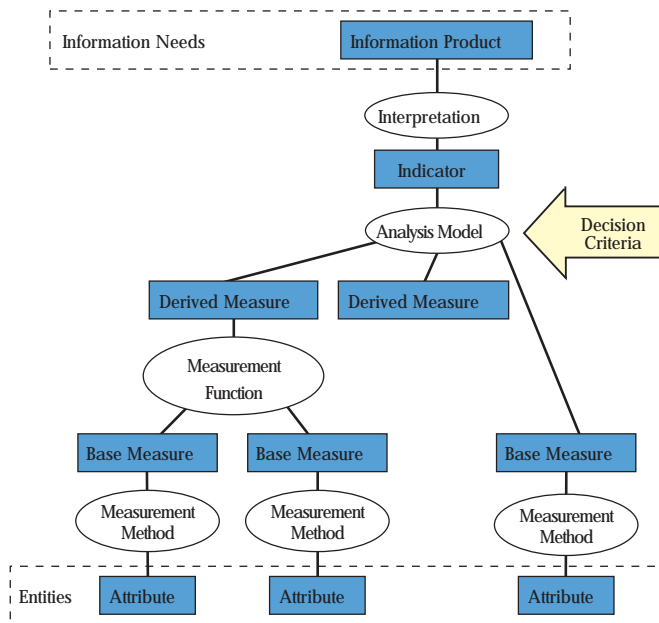 Information Needs
Information Product
Interpretation
Indicator
Analysis Model
Decision
Criteria
Derived Measure
Derived Measure
Measurement
Function
Base Measure
Base Measure
Base Measure
Measurement
Method
Measurement
Method
Measurement
Method
Entities
Attribute
Attribute
Attribute